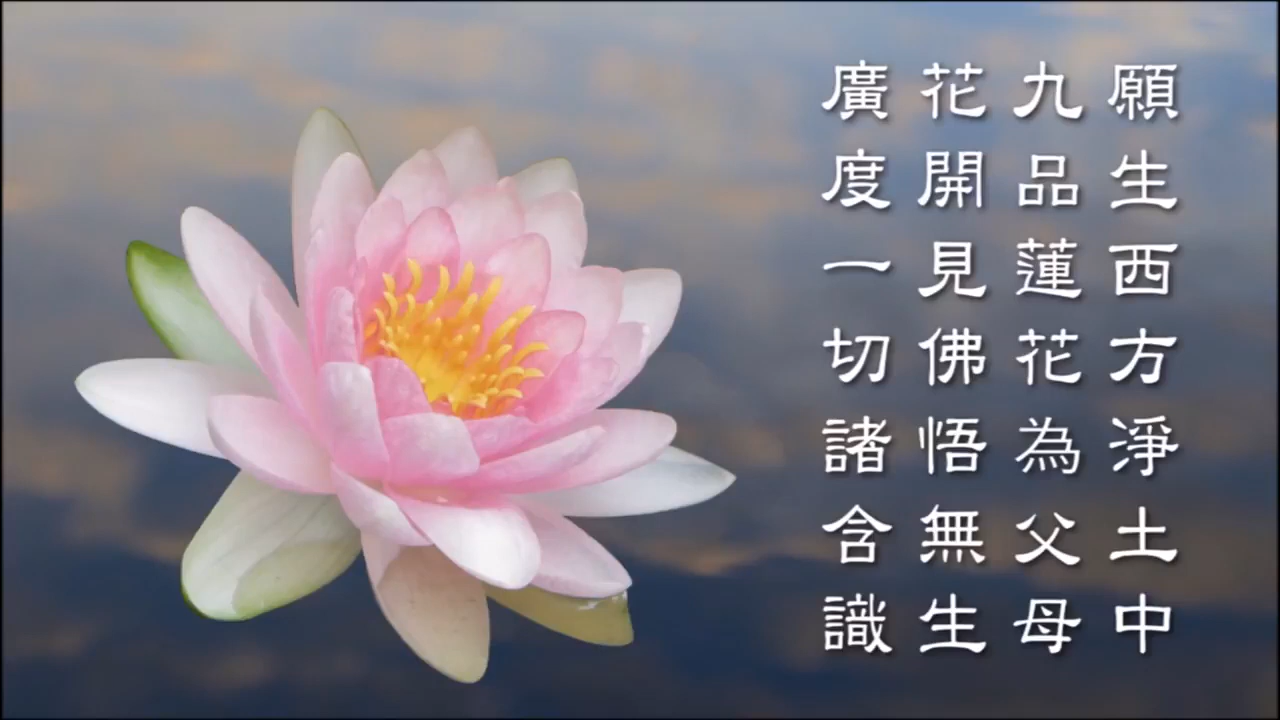 願生西方淨土中
九品蓮花為父母
花開見佛悟無生
廣度一切諸含識